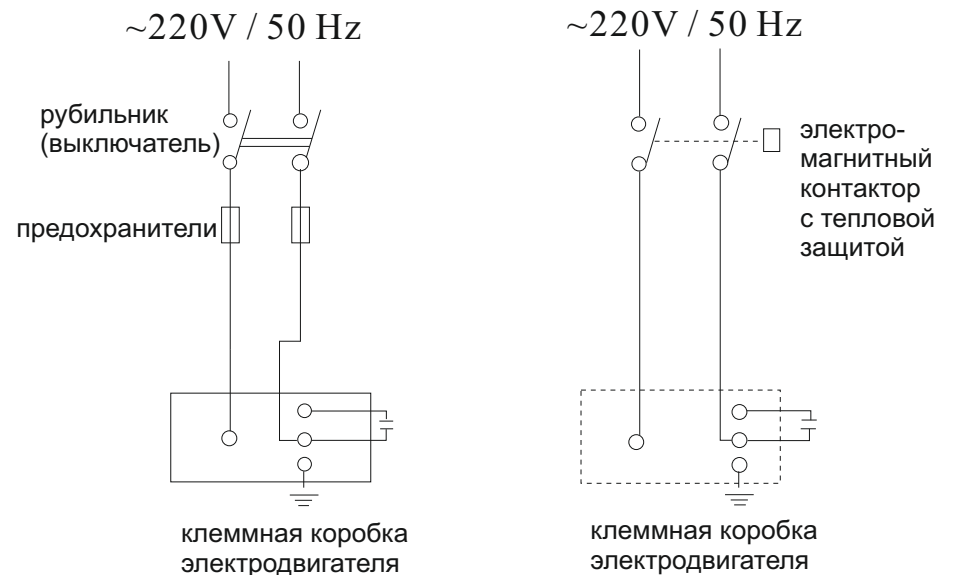 ~220V / 50 Hz
рубильник
(выключатель)
предохранители
клеммная коробка
электродвигателя
~220V / 50 Hz
электро-
магнитный
контактор
с тепловой
защитой
клеммная коробка
электродвигателя